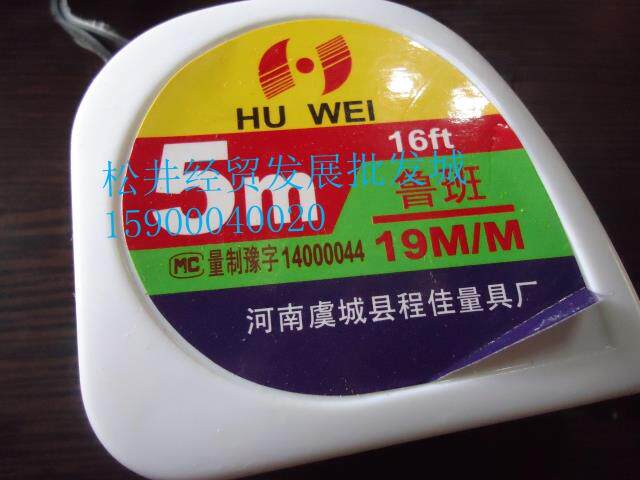 HU WEI
5m
16ft
鲁班
19M/M
MC 量制豫字14000044
河南虞城县程佳量具厂
松井经贸发展批发城
15900040020